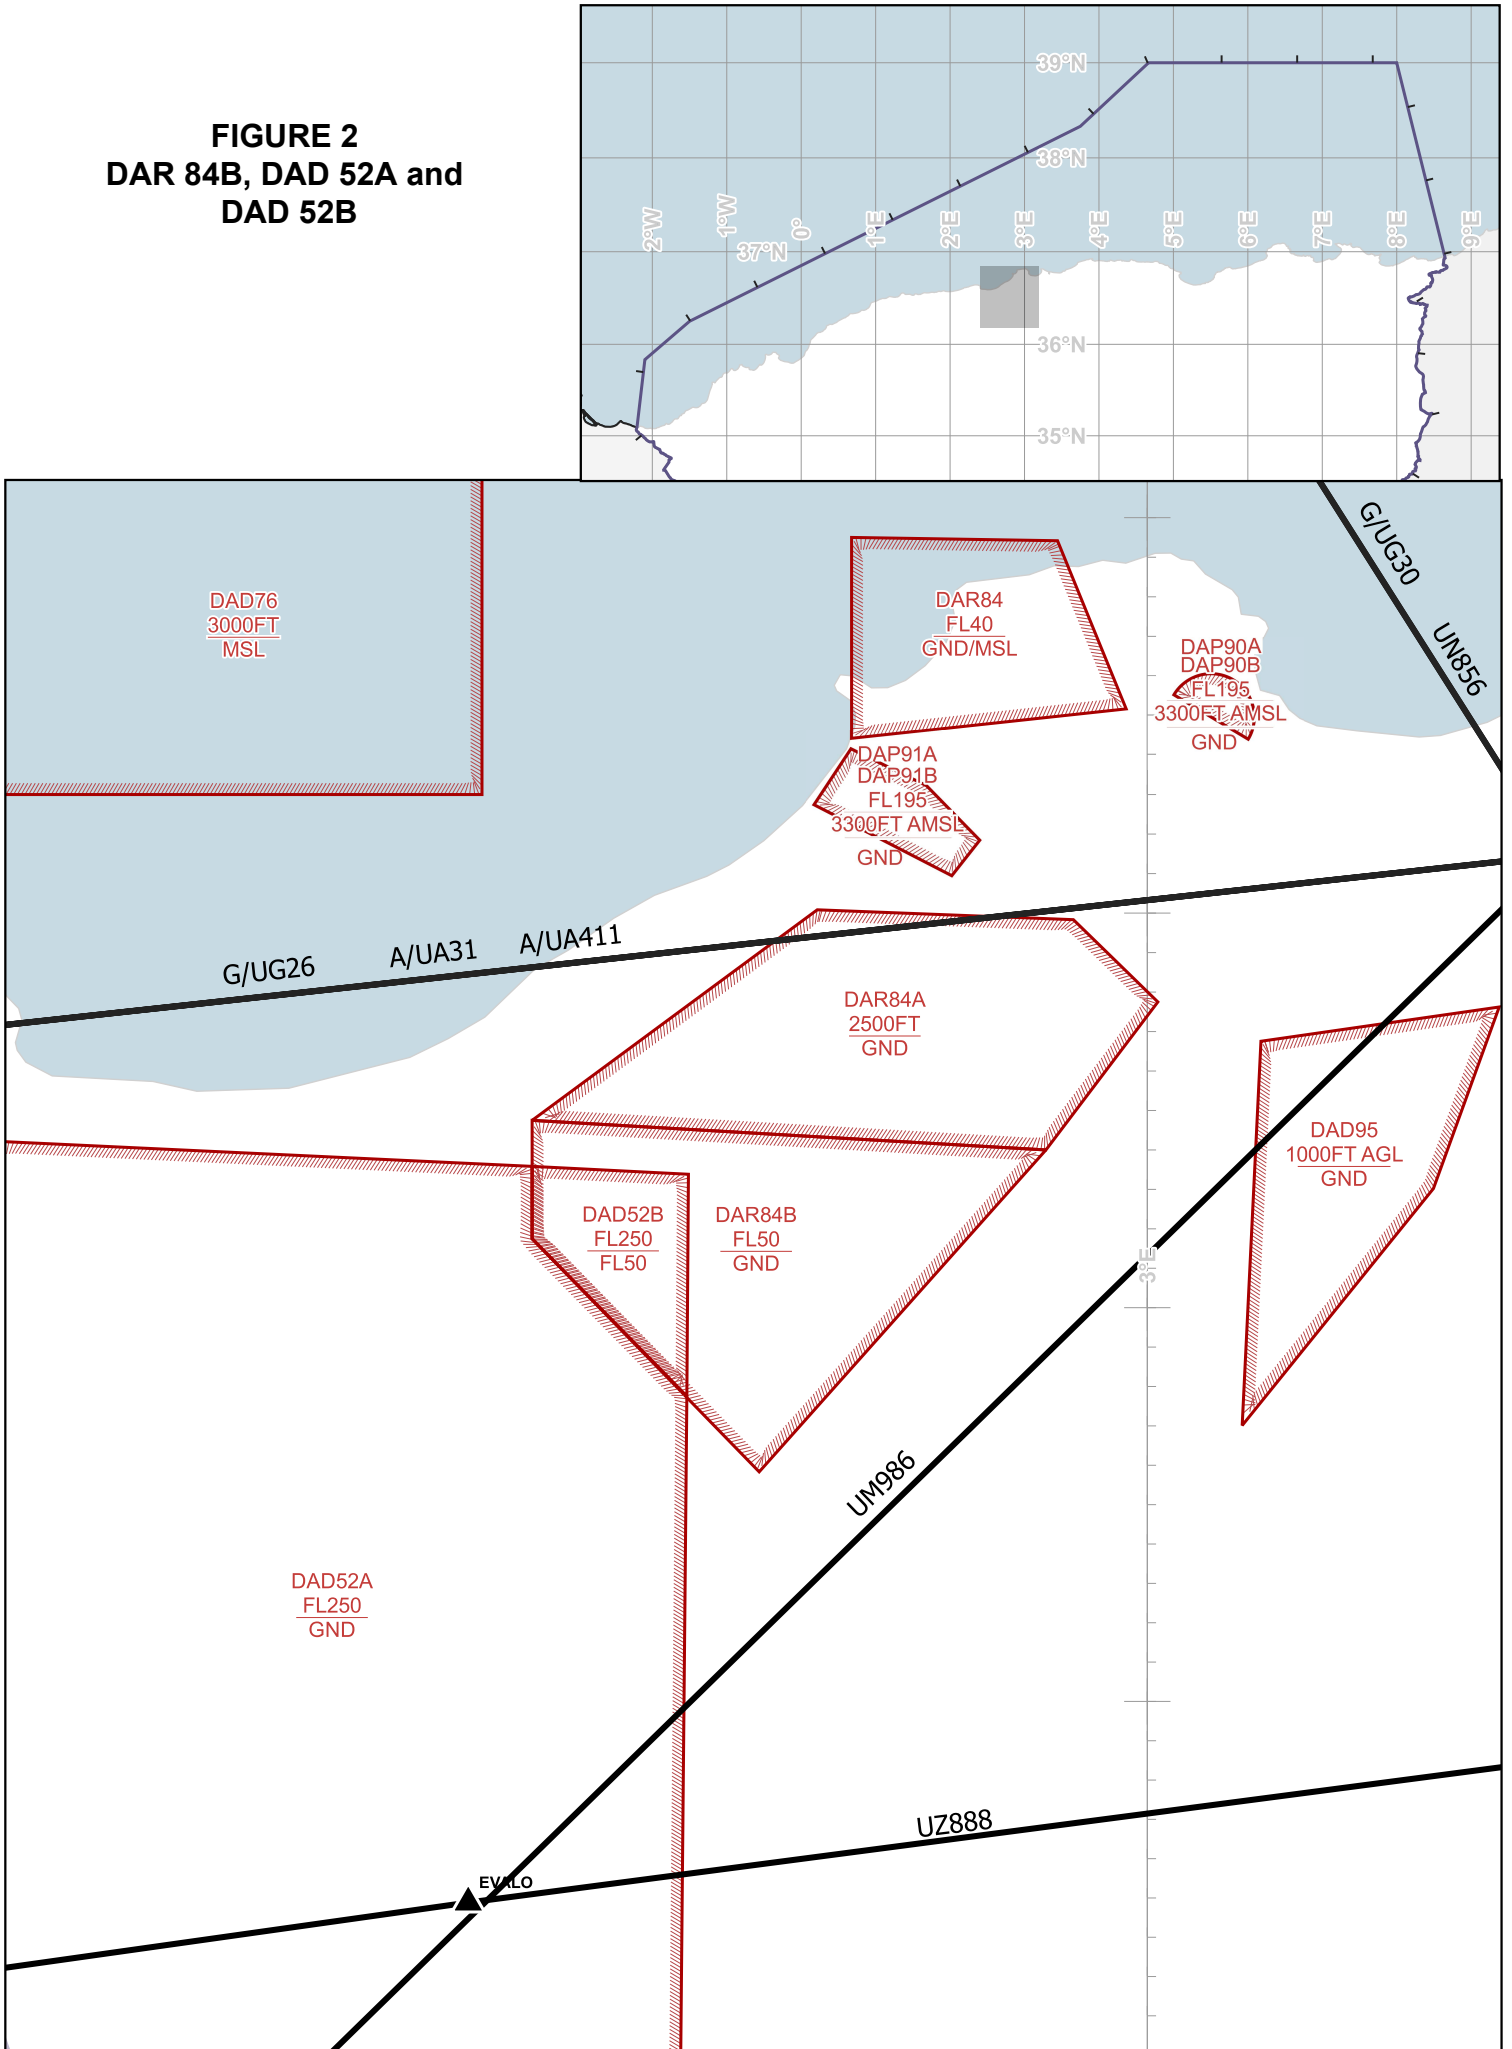 FIGURE 2
DAR 84B, DAD 52A and
DAD 52B
39°N
38°N
2°W
1°W
0°
1°E
2°E
3°E
4°E
5°E
6°E
7°E
8°E
9°E
37°N
36°N
35°N
G/UG30
UN856
DAD76
3000FT
MSL
DAR84
FL40
GND/MSL
DAP90A
DAP90B
FL195
3300FT AMSL
GND
DAP91A
DAP91B
FL195
3300FT AMSL
GND
G/UG26
A/UA31
A/UA411
DAR84A
2500FT
GND
DAD95
1000FT AGL
GND
DAD52B
FL250
FL50
DAR84B
FL50
GND
3°E
UM986
DAD52A
FL250
GND
UZ888
EVALO